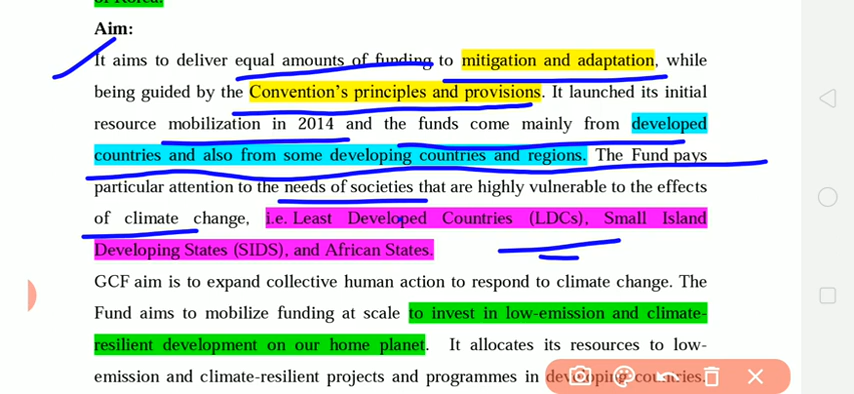 of Korea.
Aim:
It aims to deliver equal amounts of funding to mitigation and adaptation, while
being guided by the Convention's principles and provisions. It launched its initial
resource mobilization in 2014 and the funds come mainly from developed
countries and also from some developing countries and regions. The Fund pays
particular attention to the needs of societies that are highly vulnerable to the effects
of climate change, i.e. Least Developed Countries (LDCs), Small Island
Developing States (SIDS), and African States.
GCF aim is to expand collective human action to respond to climate change. The
Fund aims to mobilize funding at scale to invest in low-emission and climate-
resilient development on our home planet. It allocates its resources to low-
emission and climate-resilient projects and programmes in developing countries.